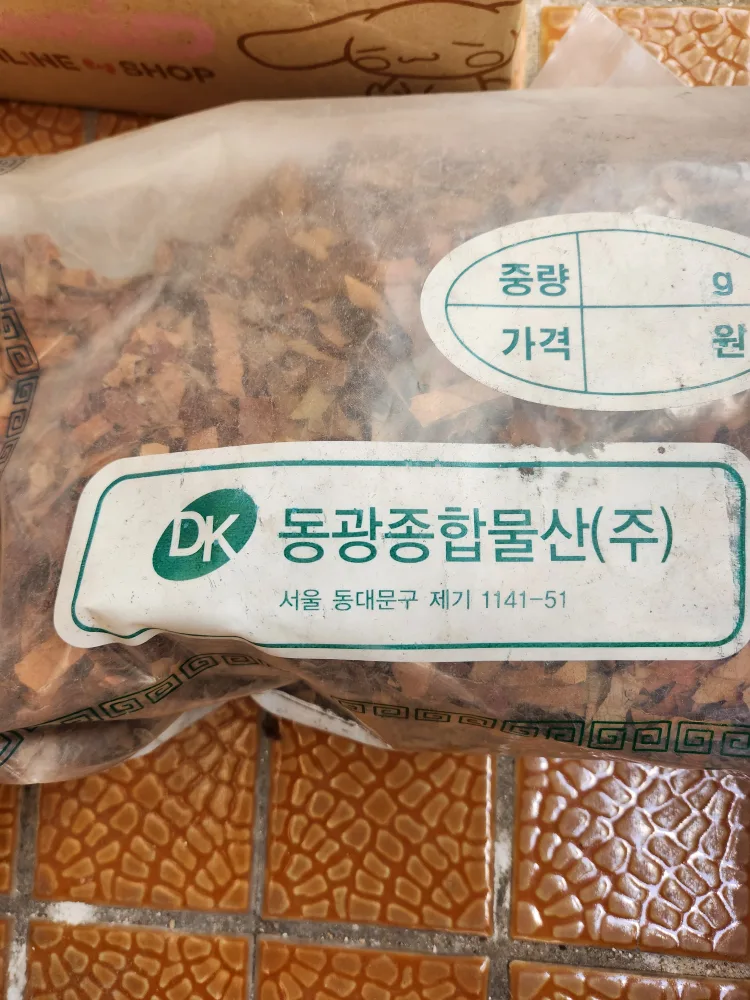 ONLINE SHOP
중량 g
가격 원
DK 동광종합물산(주)
서울 동대문구 제기 1141-51